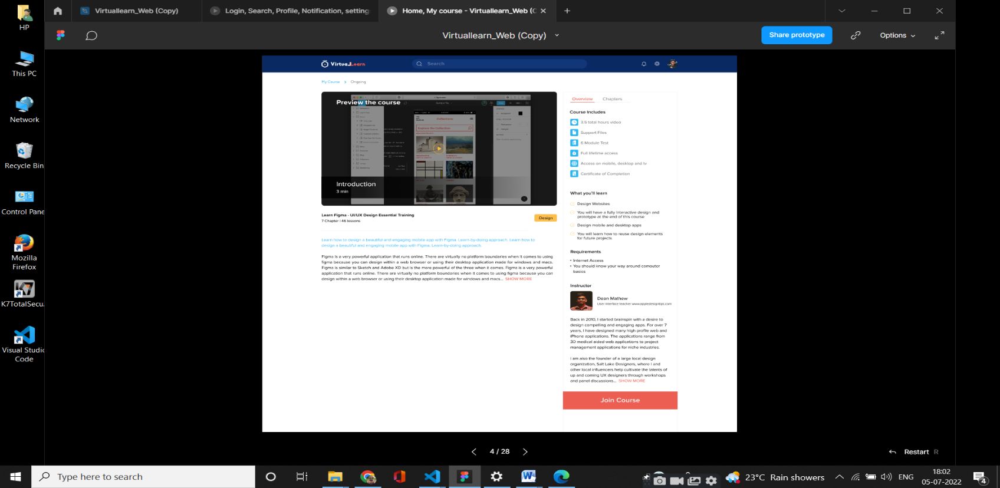 HP
This PC
Network
Recycle Bin
Control Pane
Mozilla
Firefox
K7TotalSecu.
Visual Studio
Code
Virtuallearn_Web (Copy)
Login, Search, Profile, Notification, setting
Home, My course - Virtuallearn_Web (C
Virtuallearn_Web (Copy)
Share prototype
Options
VirtuaLLearn
Search
My Course > Ongoing
Preview the course
Collections
Explore the Collection
Introduction
3 min
Learn Figma - UI/UX Design Essential Training
7 Chapter | 46 lessons
Design
Learn how to design a beautiful and engaging mobile app with Figma. Learn-by-doing approach. Learn how to
design a beautiful and engaging mobile app with Figma. Learn-by-doing approach.
Figma is a very powerful application that runs online. There are virtually no platform boundaries when it comes to using
figma because you can design within a web browser or using their desktop application made for windows and macs.
Figma is similar to Sketch and Adobe XD but is the more powerful of the three when it comes. Figma is a very powerful
application that runs online. There are virtually no platform boundaries when it comes to using figma because you can
design within a web browser or using their desktop application made for windows and macs... SHOW MORE
Overview Chapters
Course Includes
3.5 total hours video
Support Files
6 Module Test
Full lifetime access
Access on mobile, desktop and tv
Certificate of Completion
What you'll learn
Design Websites
You will have a fully interactive design and
prototype at the end of this course
Design mobile and desktop apps
You will learn how to reuse design elements
for future projects
Requirements
• Internet Access
• You should know your way around comouter
basics
Instructor
Dean Mathew
User interface teacher www.appledesigntips.com
Back in 2010, I started brainspin with a desire to
design compelling and engaging apps. For over 7
years, I have designed many high profile web and
iPhone applications. The applications range from
3D medical aided web applications to project
management applications for niche industries.
I am also the founder of a large local design
organization, Salt Lake Designers, where I and
other local influencers help cultivate the talents of
up and coming UX designers through workshops
and panel discussions... SHOW MORE
Join Course
4 / 28
Restart R
Type here to search
23°C Rain showers
ENG
18:02
05-07-2022
4